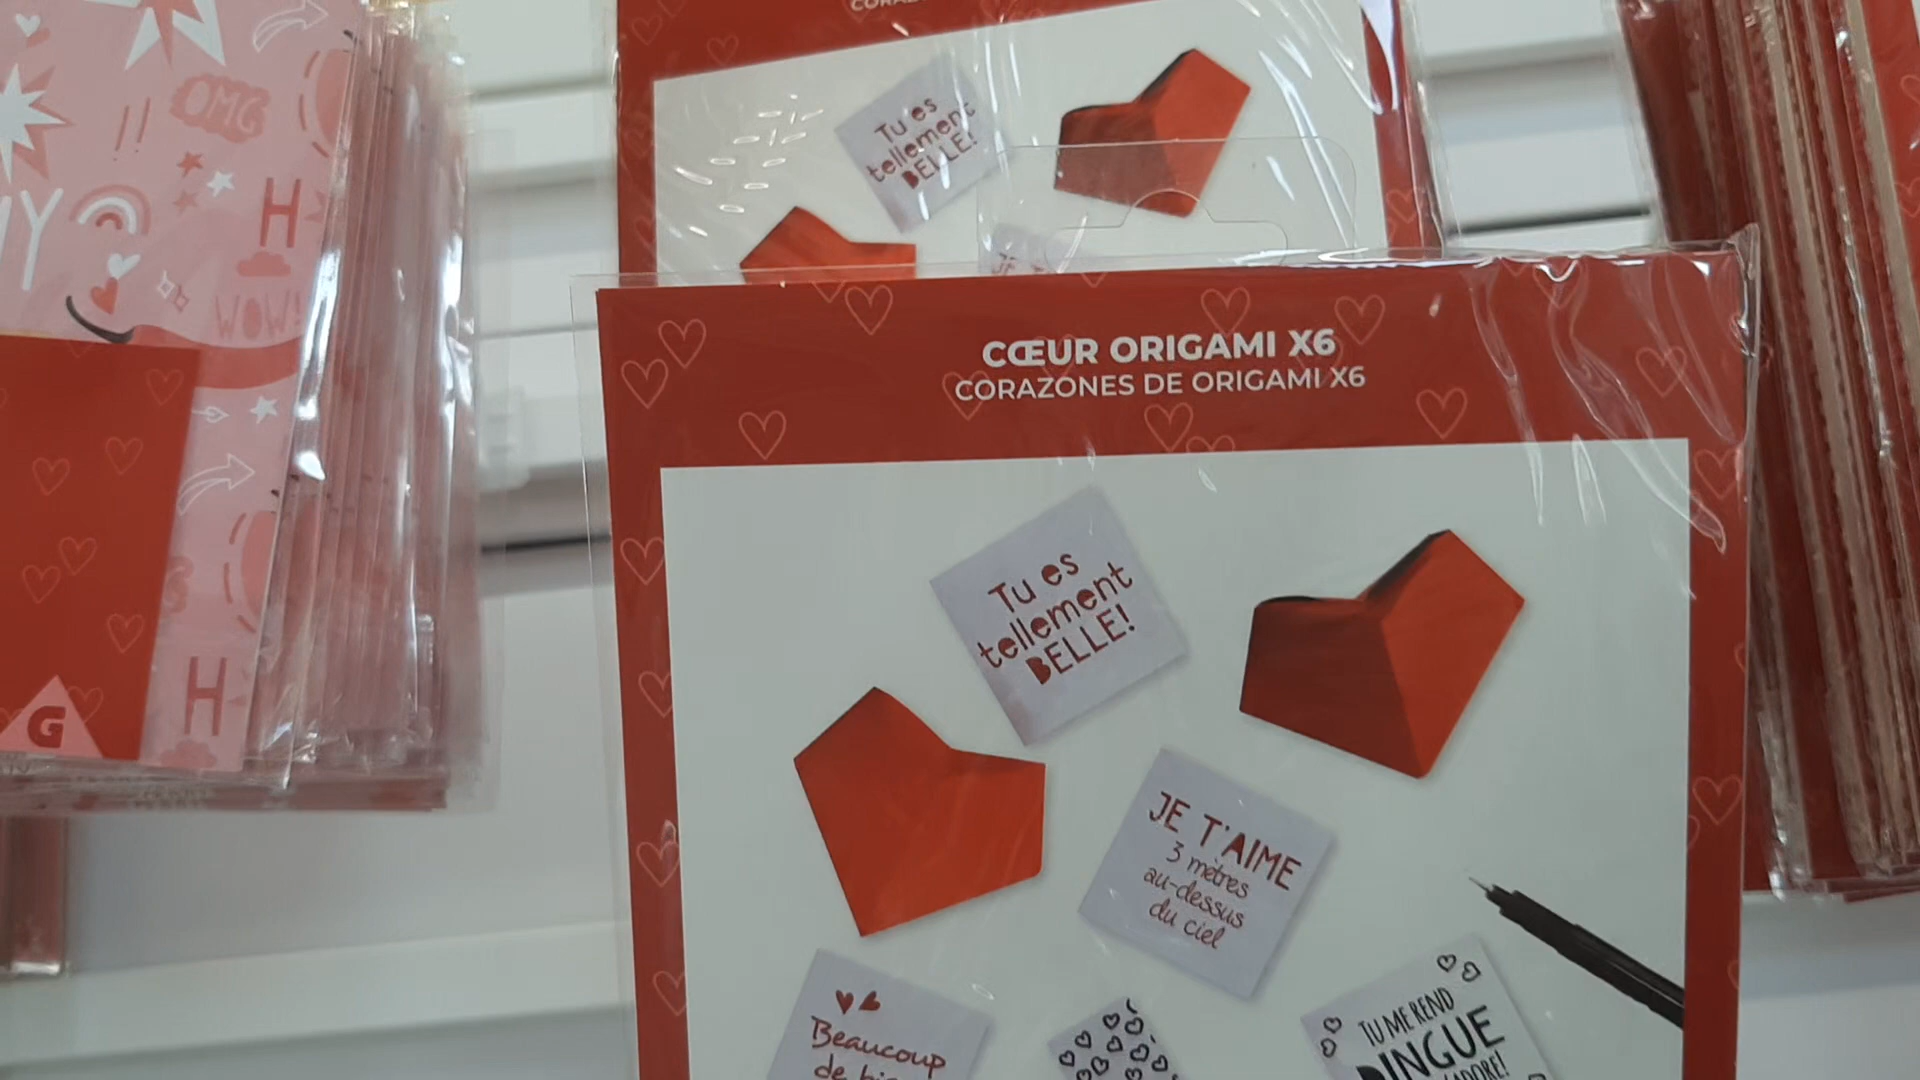 OMG
H
WOW!
G
H
Tu es
tellement
BELLE!
CŒUR ORIGAMI X6
CORAZONES DE ORIGAMI X6
Tu es
tellement
BELLE!
JE T'AIME
3 mètres
au-dessus
du ciel
Beaucoup
de
TU ME REND
DINGUE